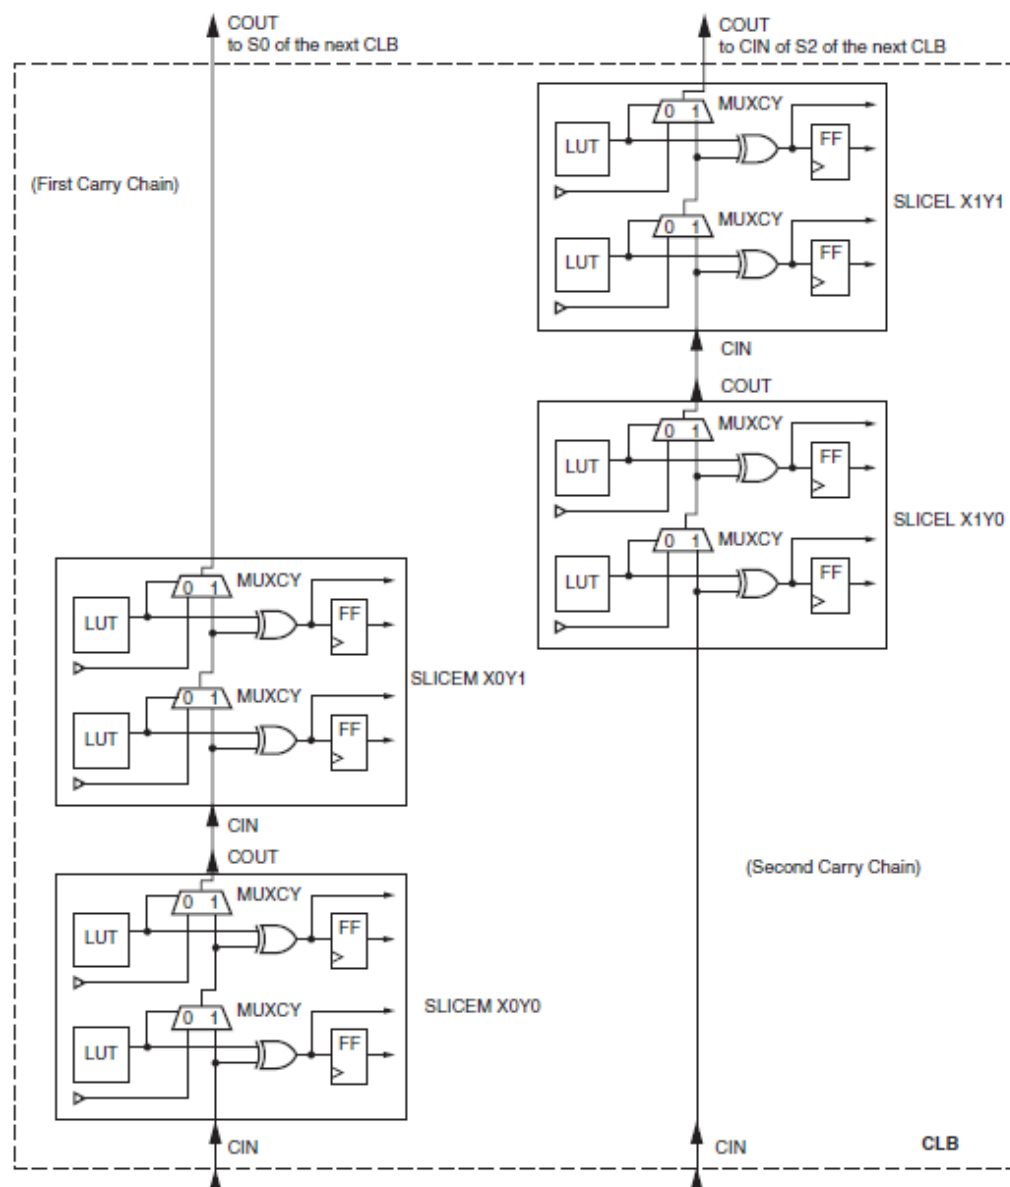 COUT
to S0 of the next CLB
COUT
to CIN of S2 of the next CLB
(First Carry Chain)
0 1 MUXCY
LUT
FF
SLICEL X1Y1
0 1 MUXCY
LUT
FF
CIN
COUT
0 1 MUXCY
LUT
FF
SLICEL X1Y0
0 1 MUXCY
LUT
FF
0 1 MUXCY
LUT
FF
SLICEM X0Y1
0 1 MUXCY
LUT
FF
CIN
COUT
(Second Carry Chain)
0 1 MUXCY
LUT
FF
SLICEM X0Y0
0 1 MUXCY
LUT
FF
CIN
CIN
CLB